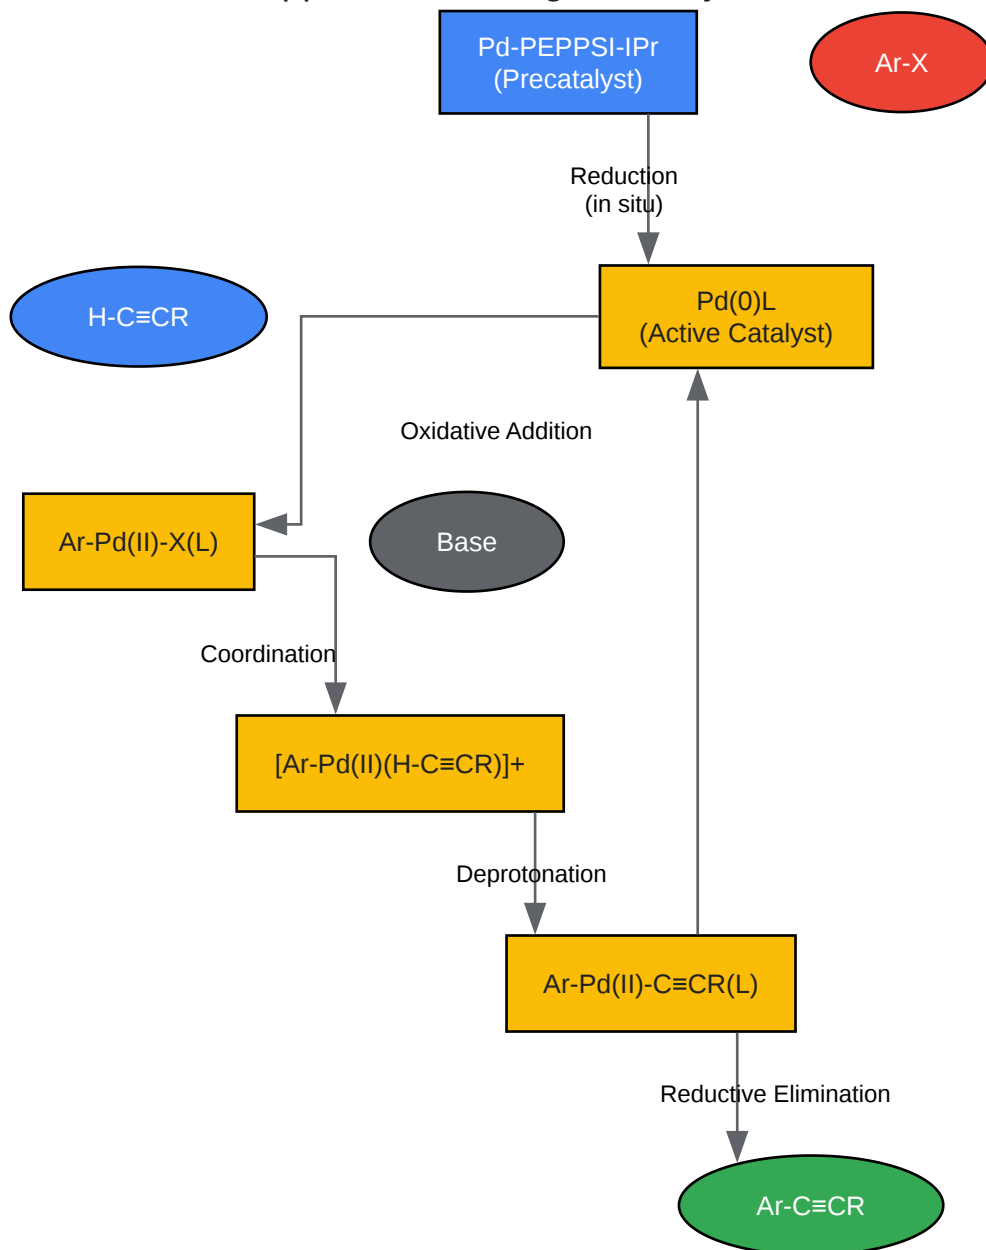 Pd-PEPPSI-IPr
(Precatalyst)
Ar-X
Reduction
(in situ)
H-C≡CR
Pd(0)L
(Active Catalyst)
Oxidative Addition
Ar-Pd(II)-X(L)
Base
Coordination
[Ar-Pd(II)(H-C≡CR)]+
Deprotonation
Ar-Pd(II)-C≡CR(L)
Reductive Elimination
Ar-C≡CR